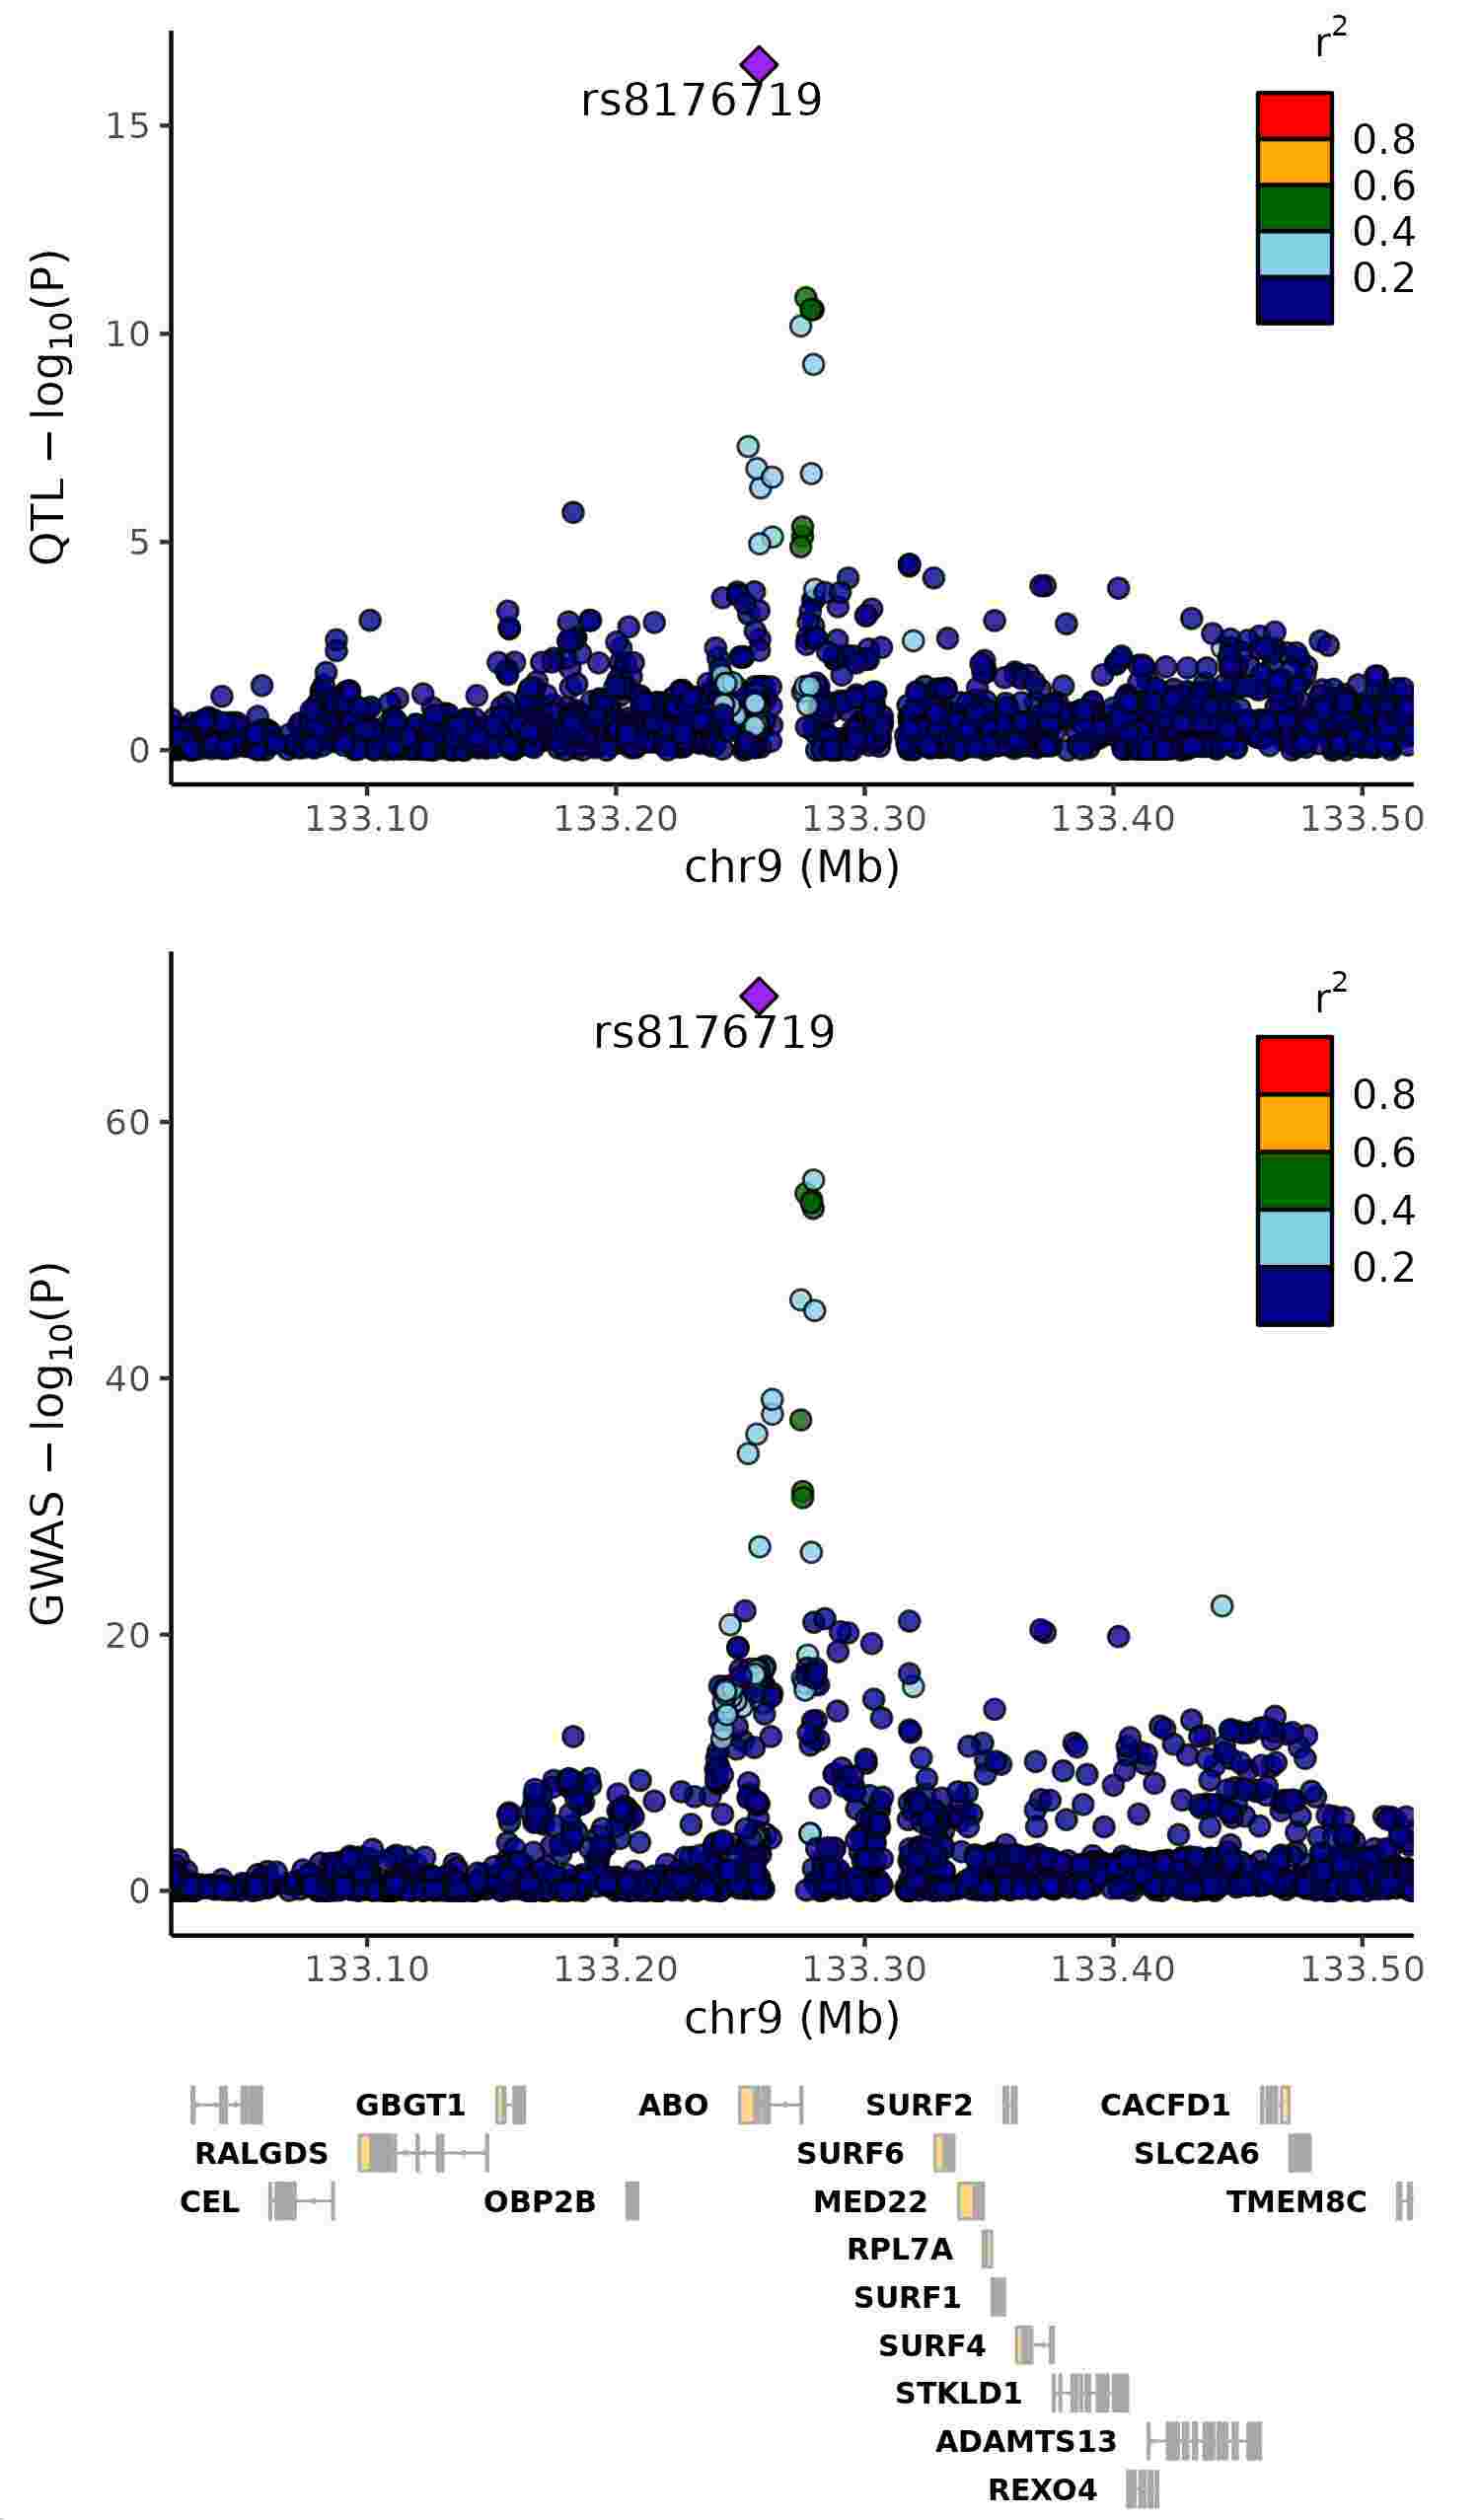 r²
rs8176719
15
10
5
0
0.8
0.6
0.4
0.2
QTL −log₁₀(P)
133.10 133.20 133.30 133.40 133.50
chr9 (Mb)
r²
rs8176719
60
40
20
0
0.8
0.6
0.4
0.2
GWAS −log₁₀(P)
133.10 133.20 133.30 133.40 133.50
chr9 (Mb)
GBGT1 ABO SURF2 CACFD1
RALGDS SURF6 SLC2A6
CEL OBP2B MED22 TMEM8C
RPL7A
SURF1
SURF4
STKLD1
ADAMTS13
REXO4